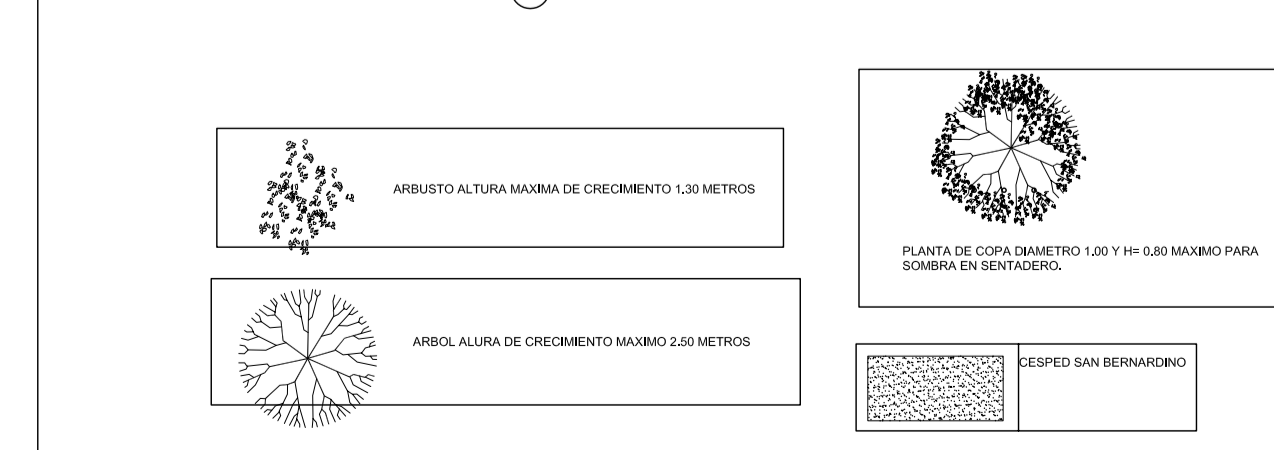 ARBUSTO ALTURA MAXIMA DE CRECIMIENTO 1.30 METROS
ARBOL ALURA DE CRECIMIENTO MAXIMO 2.50 METROS
PLANTA DE COPA DIAMETRO 1.00 Y H= 0.80 MAXIMO PARA
SOMBRA EN SENTADERO.
CESPED SAN BERNARDINO